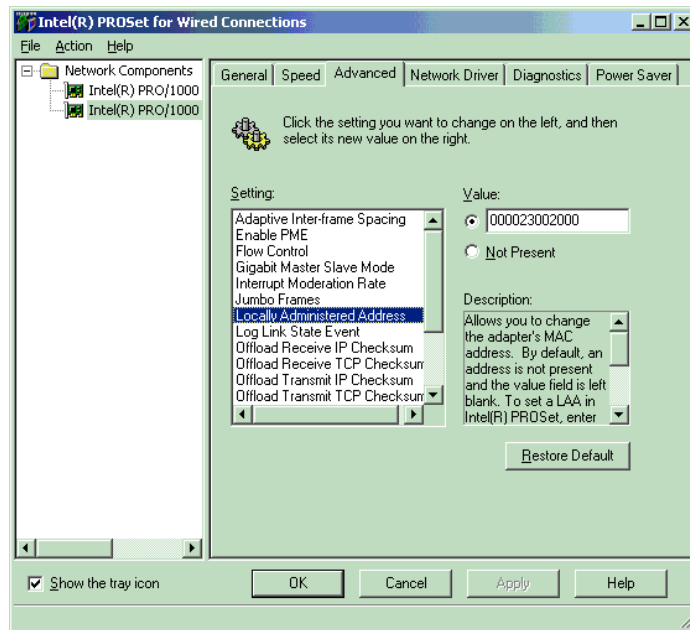 Intel(R) PROSet for Wired Connections
File Action Help
Network Components
Intel(R) PRO/1000
Intel(R) PRO/1000
General Speed Advanced Network Driver Diagnostics Power Saver
Click the setting you want to change on the left, and then
select its new value on the right.
Setting:
Adaptive Inter-frame Spacing
Enable PME
Flow Control
Gigabit Master Slave Mode
Interrupt Moderation Rate
Jumbo Frames
Locally Administered Address
Log Link State Event
Offload Receive IP Checksum
Offload Receive TCP Checksum
Offload Transmit IP Checksum
Offload Transmit TCP Checksum
Value:
000023002000
Not Present
Description:
Allows you to change
the adapter's MAC
address. By default, an
address is not present
and the value field is left
blank. To set a LAA in
Intel(R) PROSet, enter
Restore Default
Show the tray icon
OK Cancel Apply Help